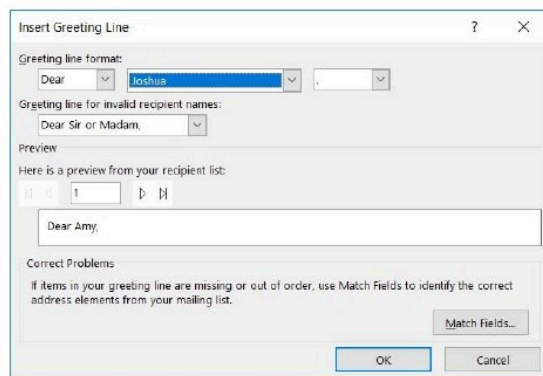 Insert Greeting Line ? X
Greeting line format:
Dear Joshua ,
Greeting line for invalid recipient names:
Dear Sir or Madam,
Preview
Here is a preview from your recipient list:
1
Dear Amy,
Correct Problems
If items in your greeting line are missing or out of order, use Match Fields to identify the correct
address elements from your mailing list.
Match Fields...
OK Cancel